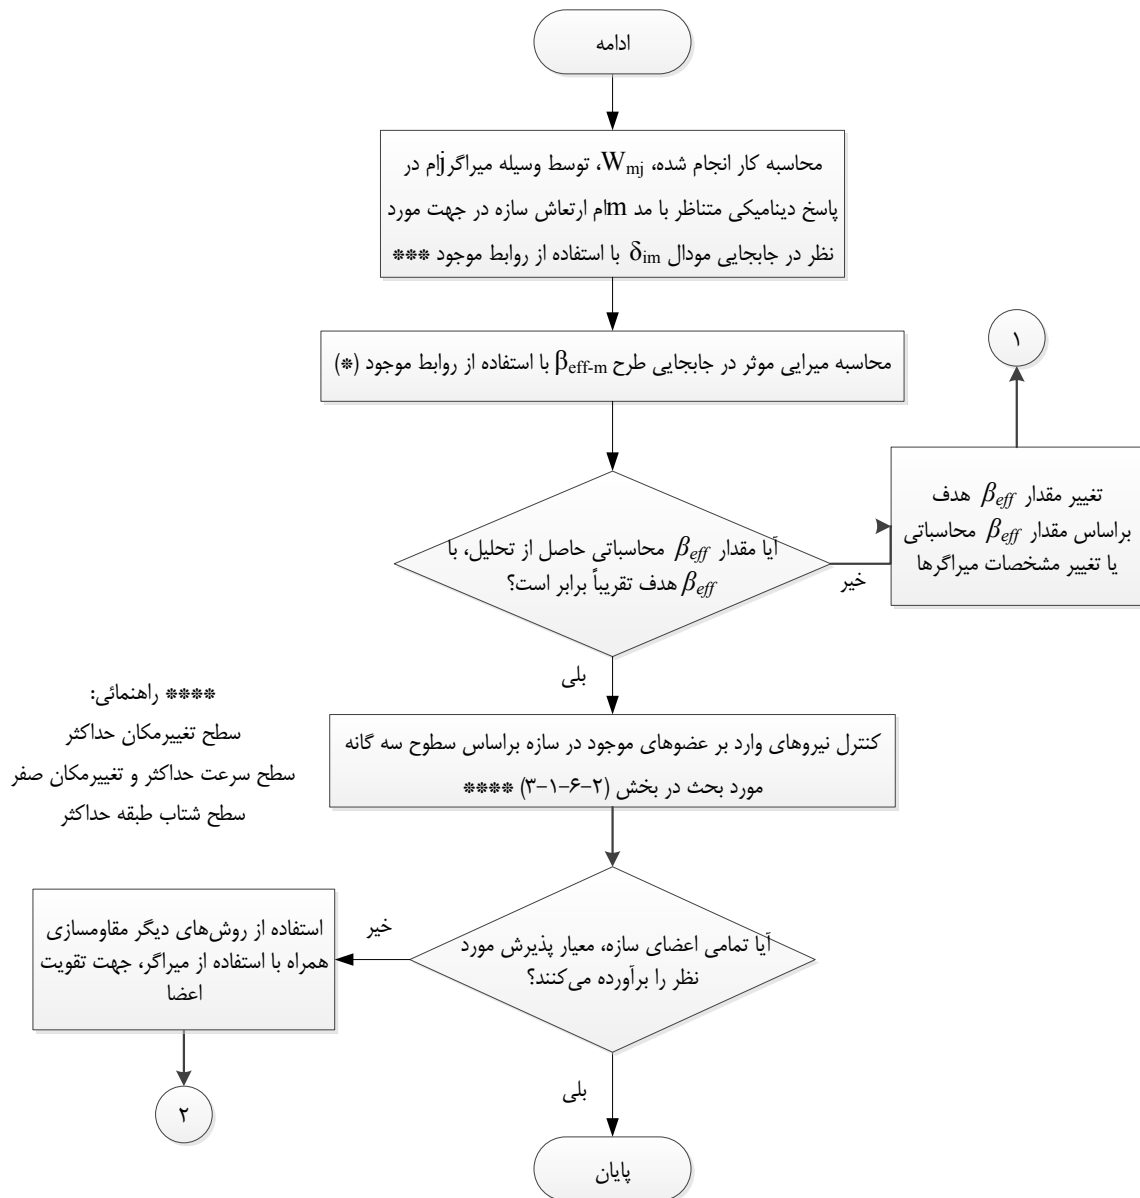 ادامه
محاسبه کار انجام شده، Wmj، توسط وسیله میراگر jام در
پاسخ دینامیکی متناظر با مد mام ارتعاش سازه در جهت مورد
نظر در جابجایی مودال δim با استفاده از روابط موجود ***
محاسبه میرایی موثر در جابجایی طرح βeff-m با استفاده از روابط موجود (*)
۱
تغییر مقدار βeff هدف
براساس مقدار βeff محاسباتی
یا تغییر مشخصات میراگرها
آیا مقدار βeff محاسباتی حاصل از تحلیل، با
βeff هدف تقریباً برابر است؟
خیر
بلی
**** راهنمائی:
سطح تغییرمکان حداکثر
سطح سرعت حداکثر و تغییرمکان صفر
سطح شتاب طبقه حداکثر
کنترل نیروهای وارد بر عضوهای موجود در سازه براساس سطوح سه گانه
مورد بحث در بخش (۲-۶-۱-۳) ****
آیا تمامی اعضای سازه، معیار پذیرش مورد
نظر را برآورده می‌کنند؟
خیر
استفاده از روش‌های دیگر مقاومسازی
همراه با استفاده از میراگر، جهت تقویت
اعضا
۲
بلی
پایان